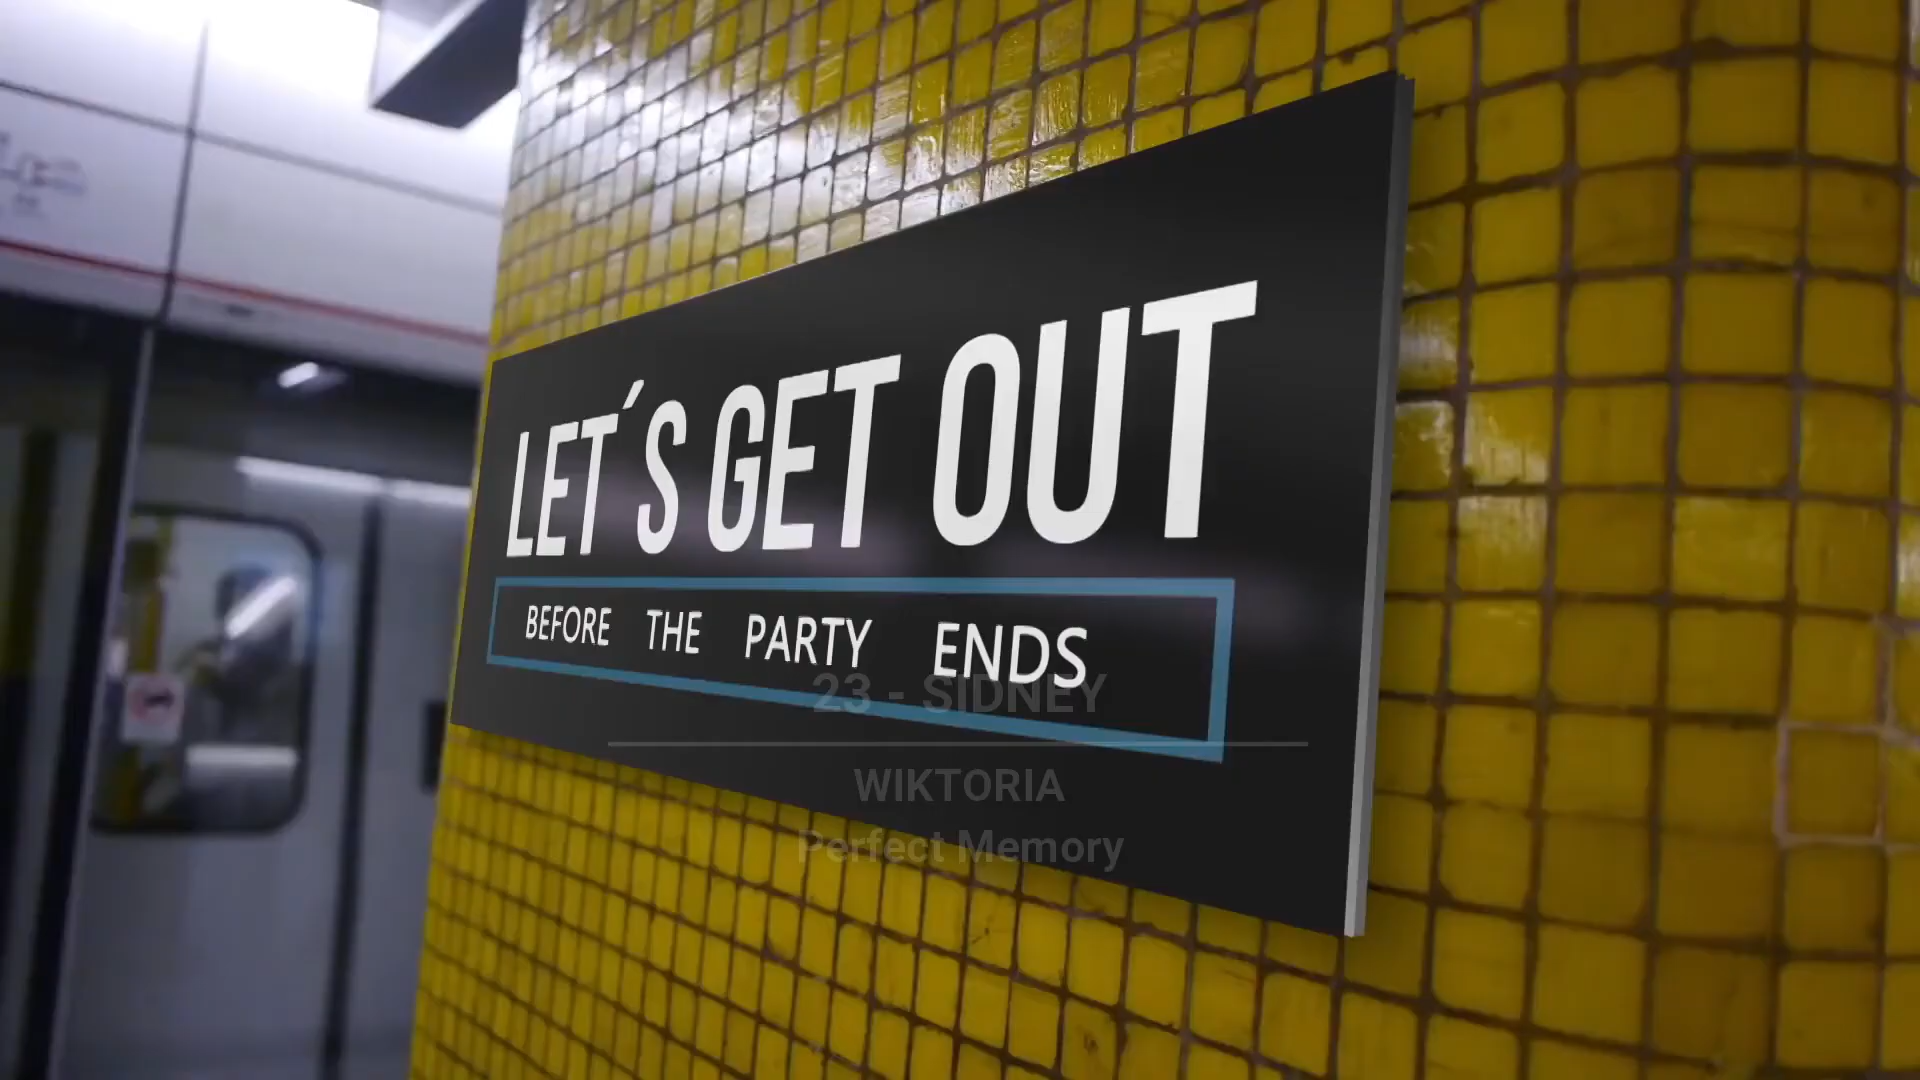 LET´S GET OUT
BEFORE THE PARTY ENDS
23 - SIDNEY
WIKTORIA
Perfect Memory